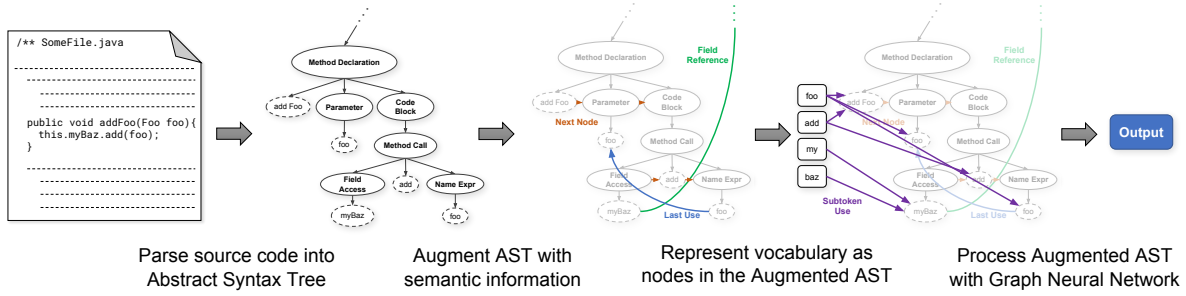 /** SomeFile.java
public void addFoo(Foo foo){
this.myBaz.add(foo);
}
Method Declaration
add Foo
Parameter
Code
Block
foo
Method Call
Field
Access
add
Name Expr
myBaz
foo
Method Declaration
Field
Reference
add Foo
Parameter
Code
Block
Next Node
foo
Method Call
Field
Access
add
Name Expr
myBaz
Last Use
foo
foo
add
my
baz
Subtoken
Use
Method Declaration
Field
Reference
add Foo
Parameter
Code
Block
Next Node
foo
Method Call
Field
Access
add
Name Expr
myBaz
Last Use
foo
Output
Parse source code into
Abstract Syntax Tree
Augment AST with
semantic information
Represent vocabulary as
nodes in the Augmented AST
Process Augmented AST
with Graph Neural Network